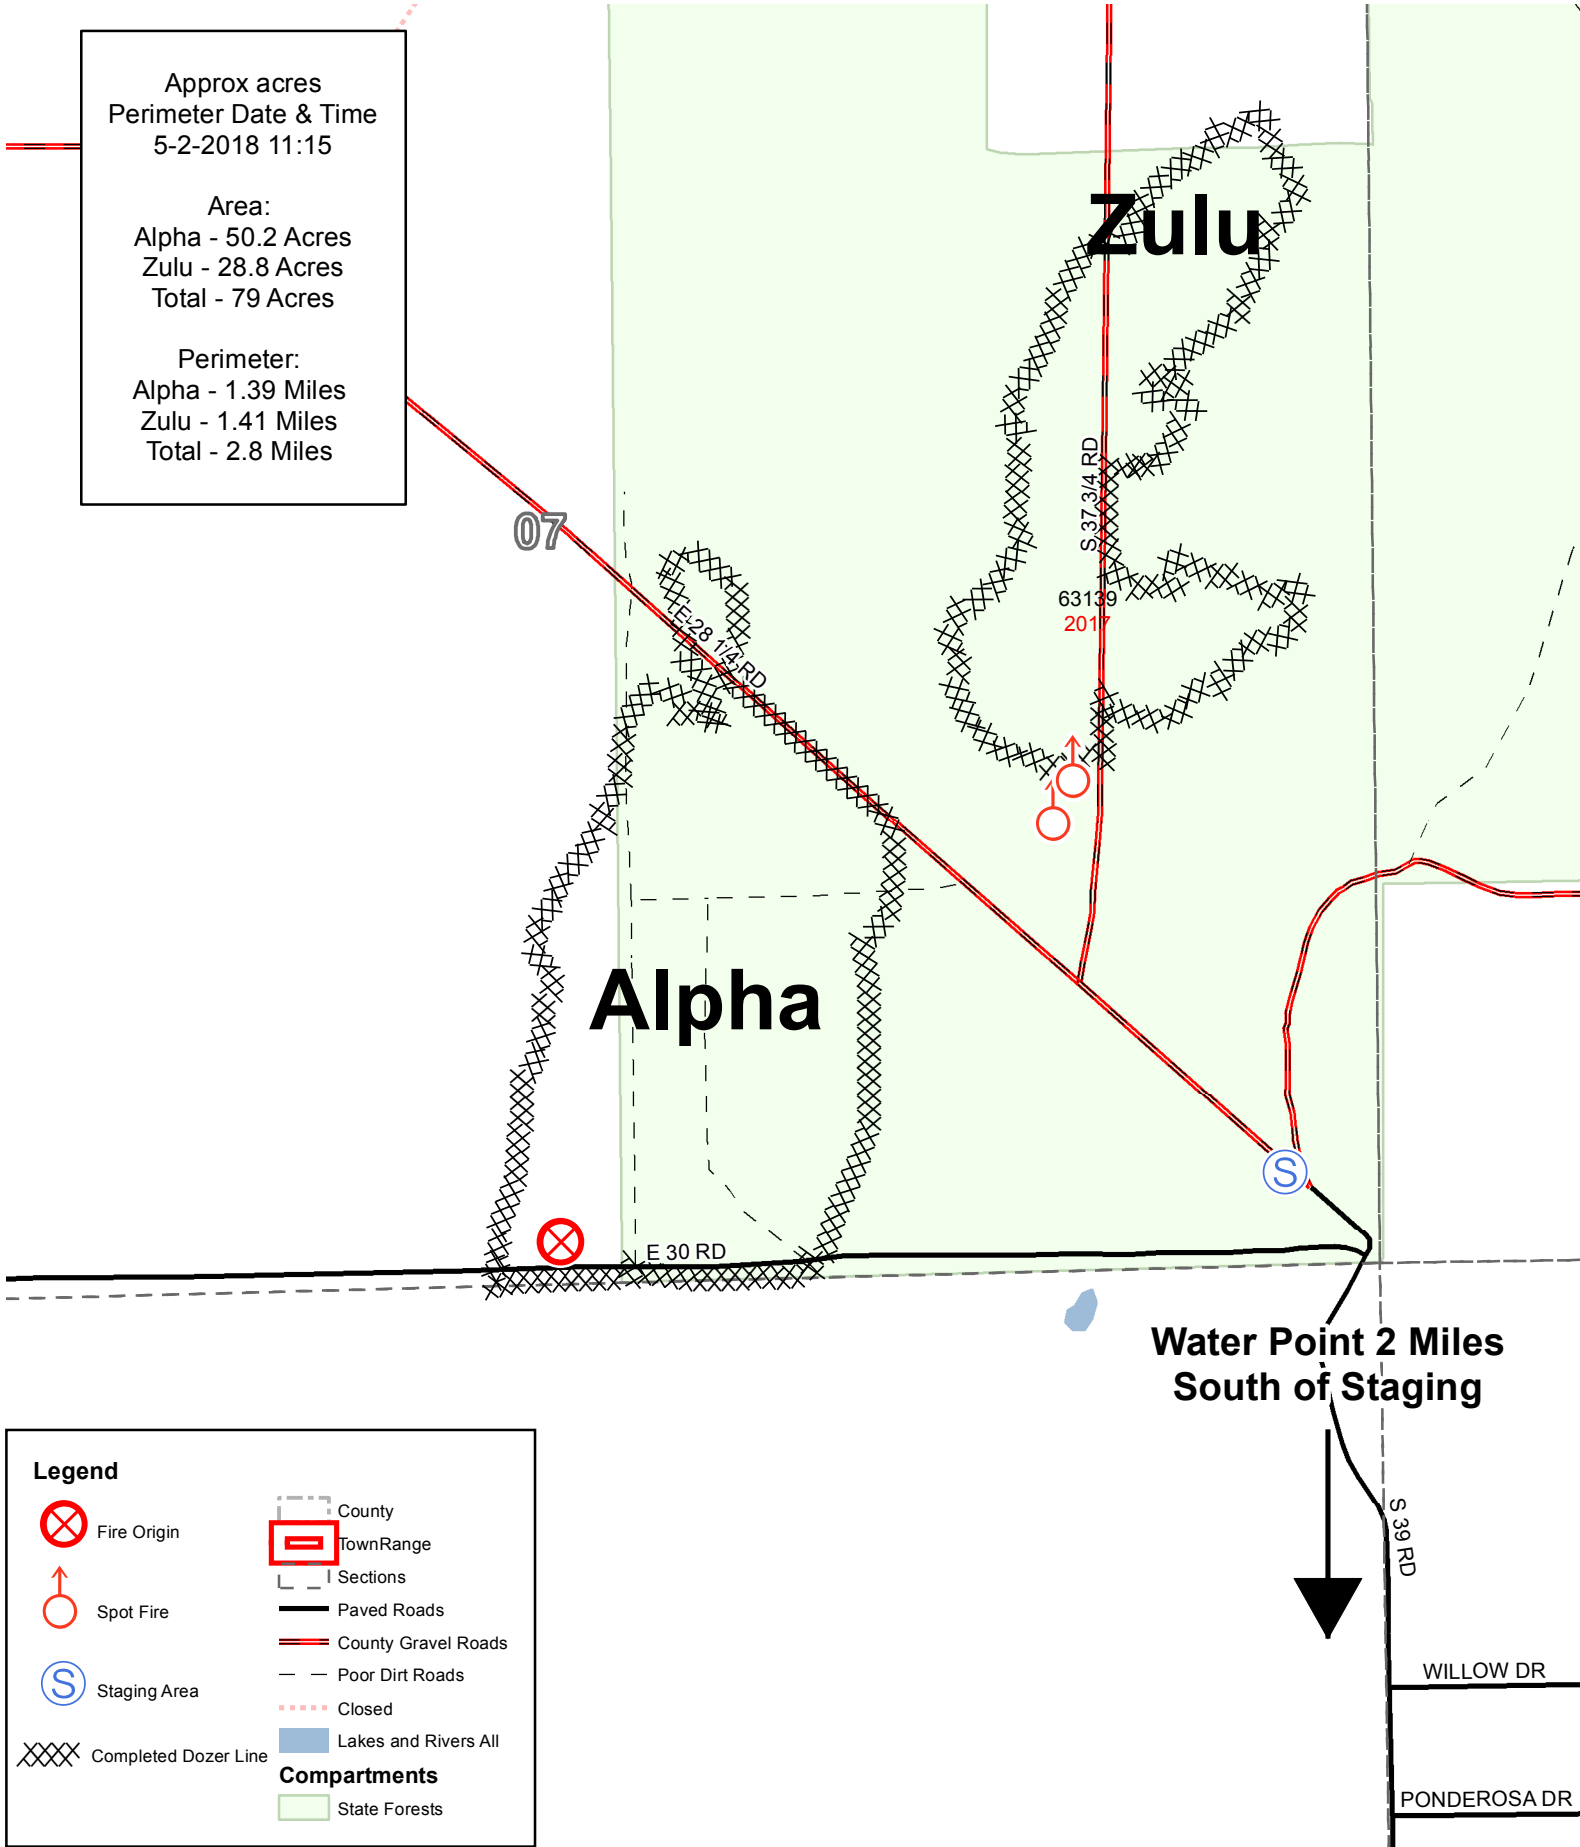 Approx acres
Perimeter Date & Time
5-2-2018 11:15
Area:
Alpha - 50.2 Acres
Zulu - 28.8 Acres
Total - 79 Acres
Perimeter:
Alpha - 1.39 Miles
Zulu - 1.41 Miles
Total - 2.8 Miles
Zulu
S 37 3/4 RD
07
63139
2017
E 28 1/4 RD
Alpha
S
E 30 RD
Water Point 2 Miles
South of Staging
S 39 RD
WILLOW DR
PONDEROSA DR
Legend
Fire Origin
Spot Fire
S
Staging Area
Completed Dozer Line
County
TownRange
Sections
Paved Roads
County Gravel Roads
Poor Dirt Roads
Closed
Lakes and Rivers All
Compartments
State Forests